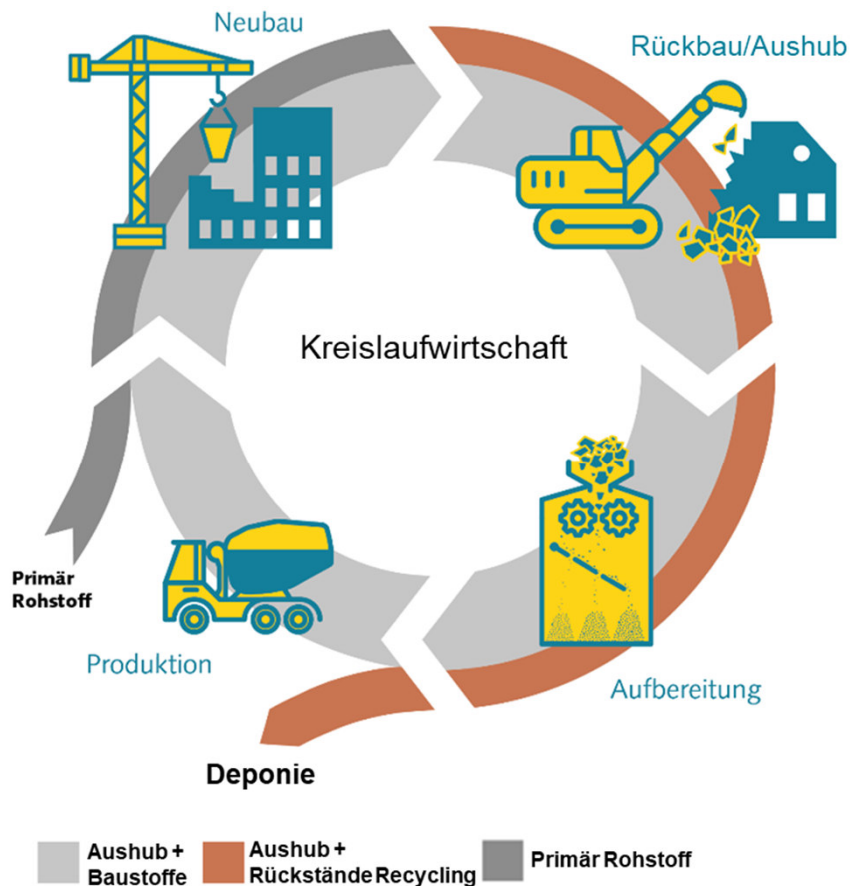 Neubau
Rückbau/Aushub
Kreislaufwirtschaft
Primär
Rohstoff
Produktion
Aufbereitung
Deponie
Aushub +
Baustoffe
Aushub +
Rückstände Recycling
Primär Rohstoff